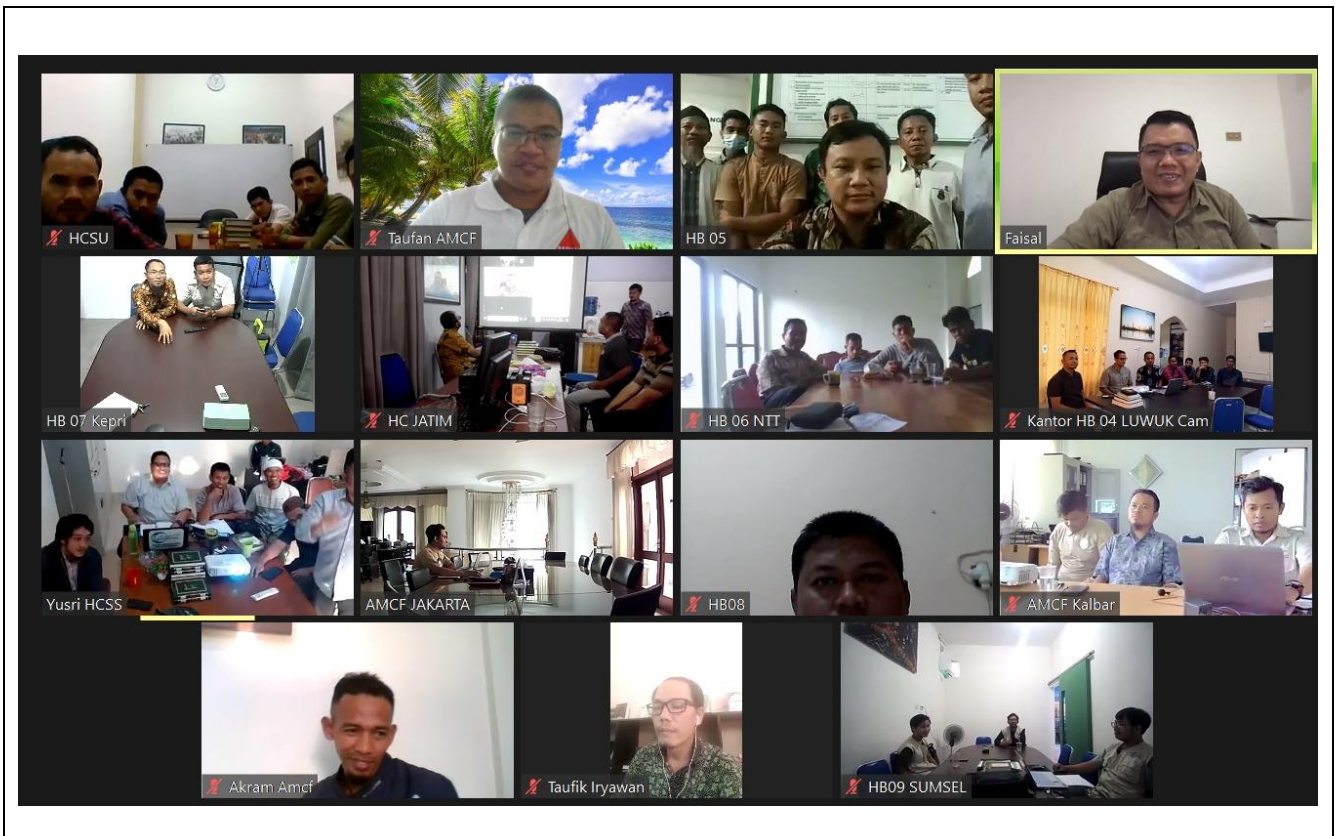 HCSU
Taufan AMCF
HB 05
Faisal
HB 07 Kepri
HC JATIM
HB 06 NTT
Kantor HB 04 LUWUK Cam
Yusri HCSS
AMCF JAKARTA
HB08
AMCF Kalbar
Akram Amcf
Taufik Iryawan
HB09 SUMSEL